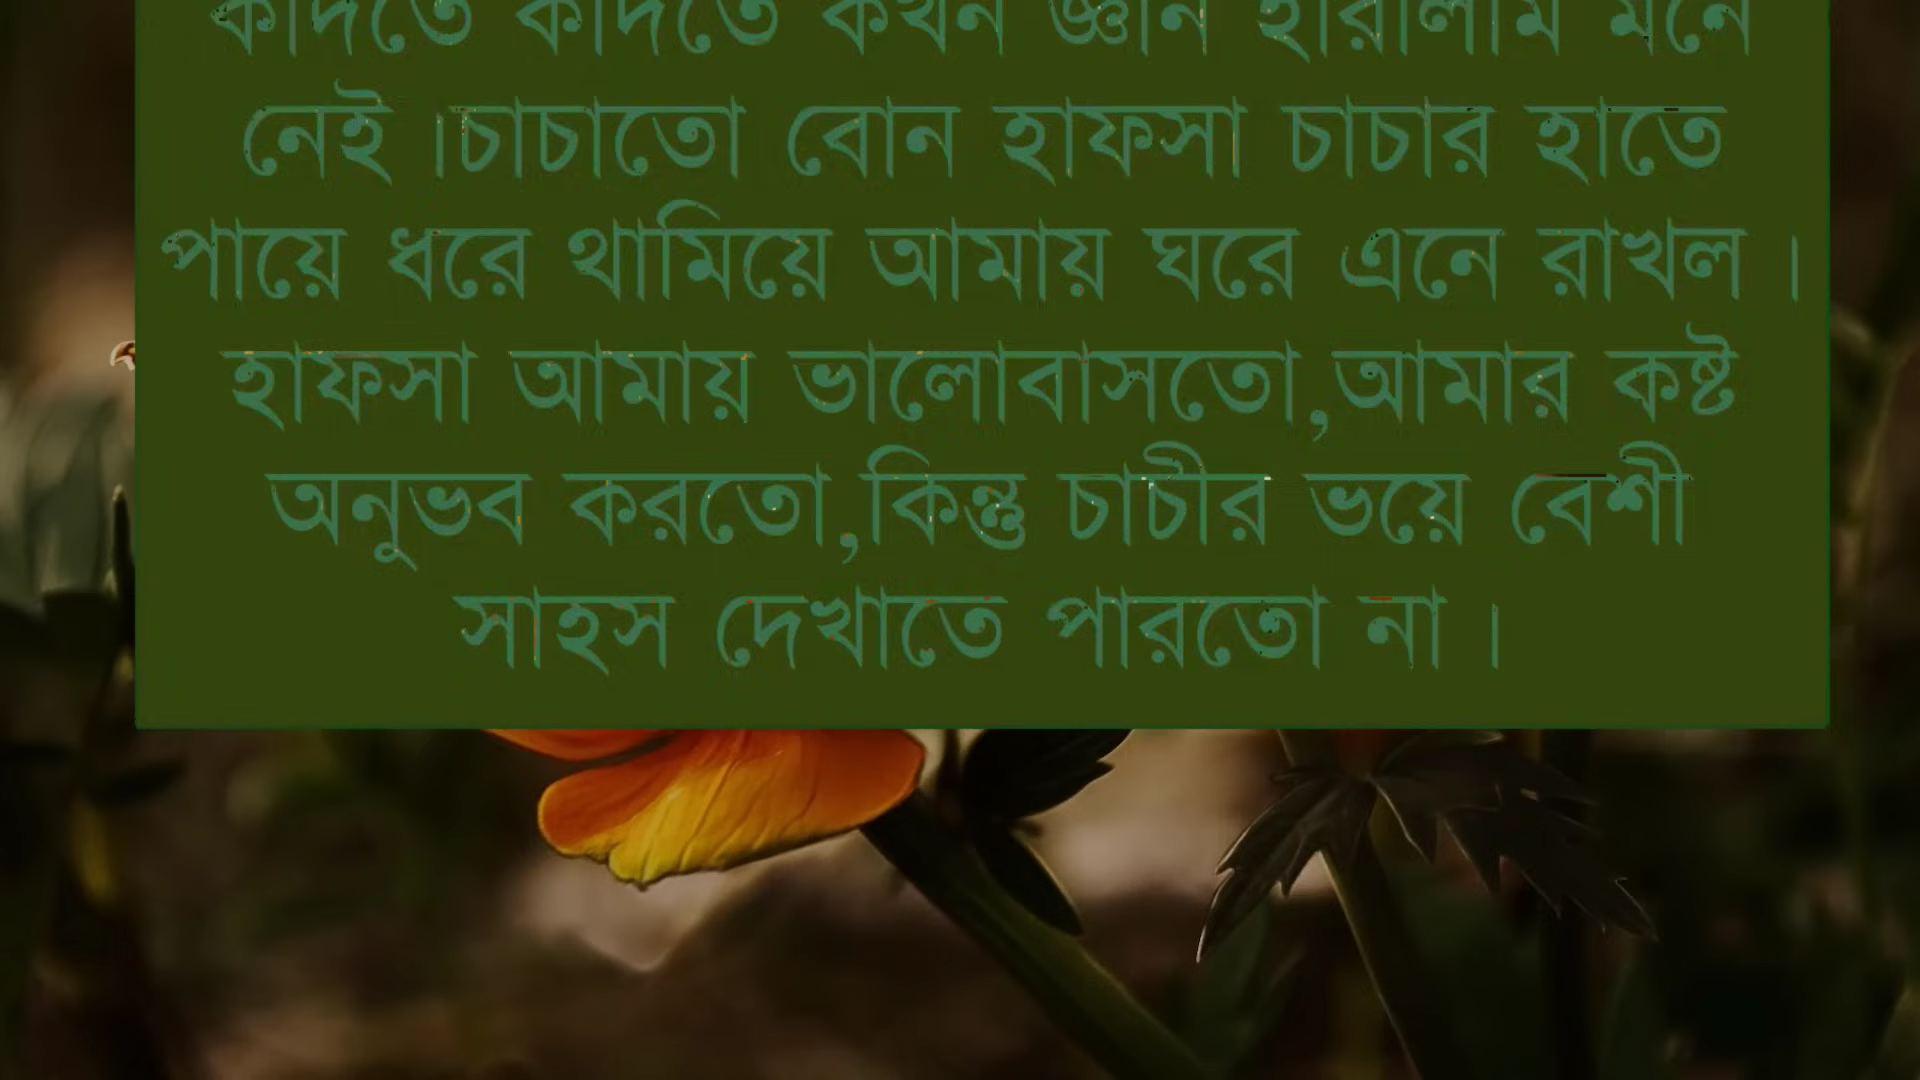 কাঁদতে কাঁদতে কখন জ্ঞান হারালাম মনে
নেই ।চাচাতো বোন হাফসা চাচার হাতে
পায়ে ধরে থামিয়ে আমায় ঘরে এনে রাখল ।
হাফসা আমায় ভালোবাসতো,আমার কষ্ট
অনুভব করতো,কিন্তু চাচীর ভয়ে বেশী
সাহস দেখাতে পারতো না ।